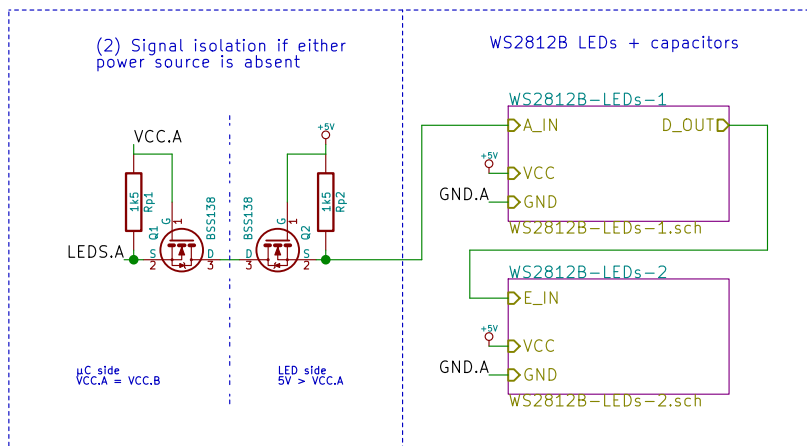 (2) Signal isolation if either
power source is absent
WS2812B LEDs + capacitors
VCC.A
+5V
1k5
Rp1
G
1
BSS138
Q1
LEDS.A
S
2
D
3
BSS138
G
1
Q2
D
3
S
2
1k5
Rp2
µC side
VCC.A = VCC.B
LED side
5V > VCC.A
WS2812B-LEDs-1
A_IN
D_OUT
+5V
VCC
GND.A
GND
WS2812B-LEDs-1.sch
WS2812B-LEDs-2
E_IN
+5V
VCC
GND.A
GND
WS2812B-LEDs-2.sch